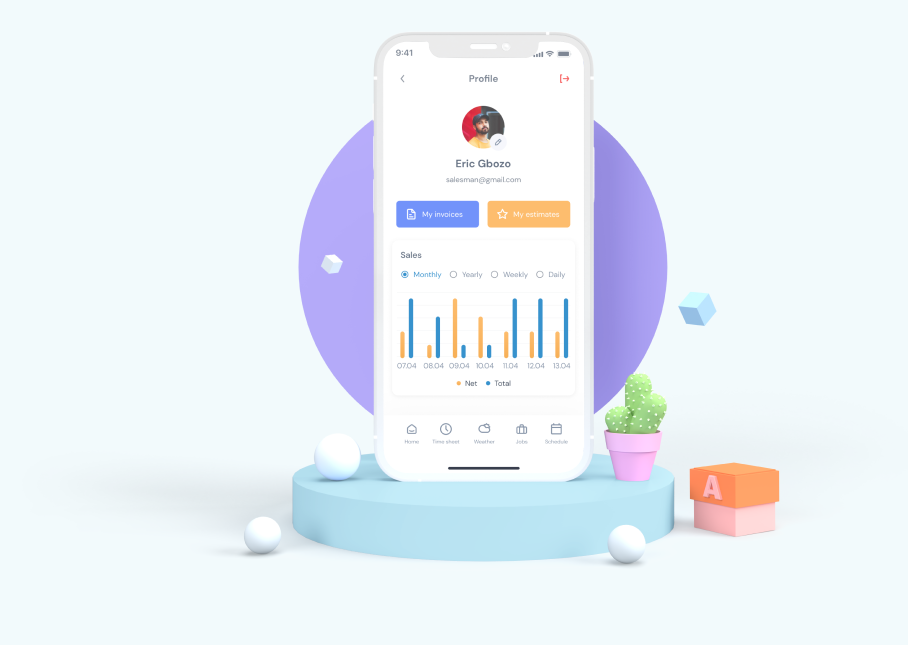 9:41
Profile
Eric Gbozo
salesman@gmail.com
My invoices My estimates
Sales
Monthly Yearly Weekly Daily
07.04 08.04 09.04 10.04 11.04 12.04 13.04
Net Total
Home Time sheet Weather Jobs Schedule
A